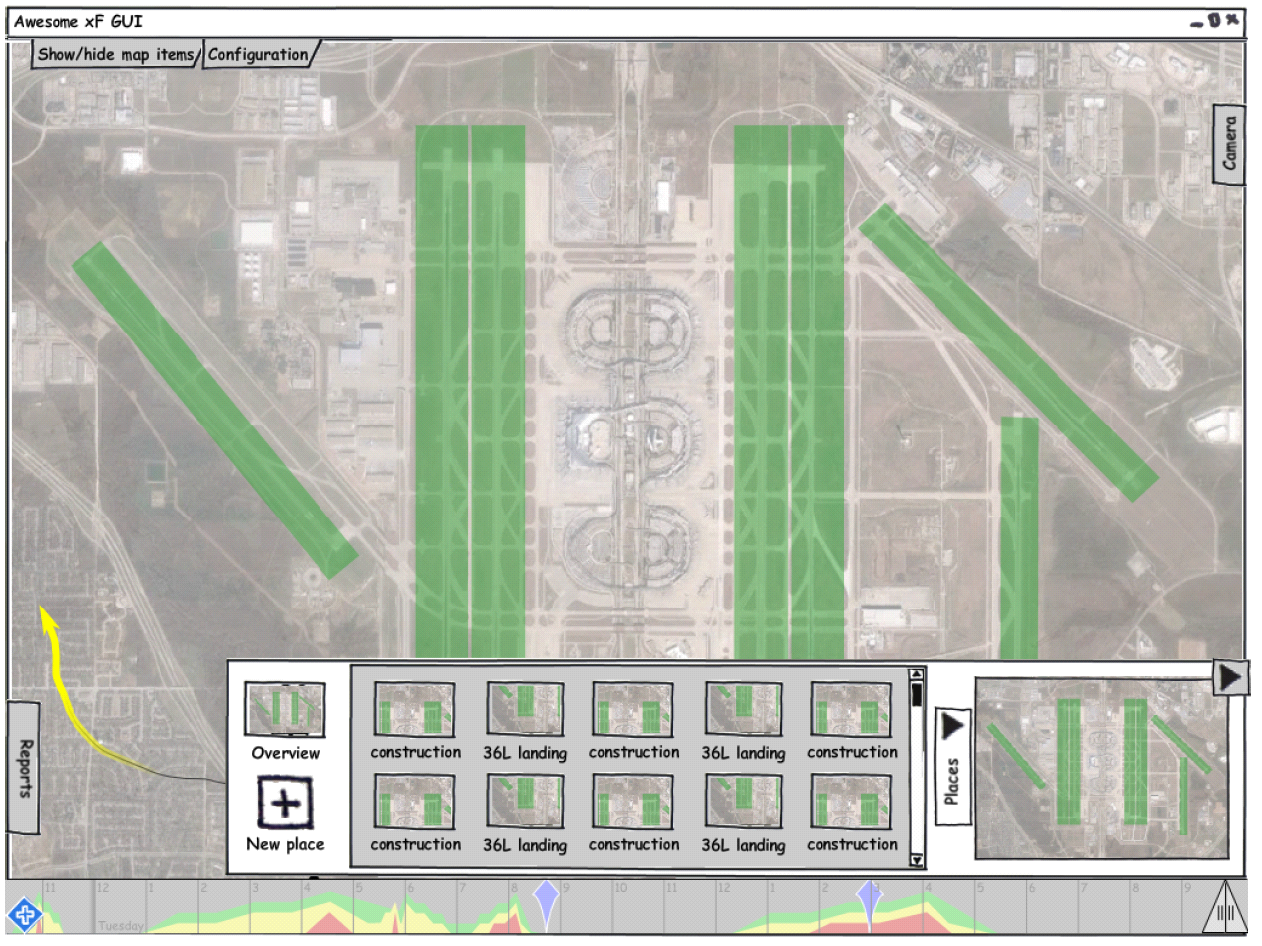 Awesome xF GUI
Show/hide map items
Configuration
Camera
Reports
Overview
construction
36L landing
construction
36L landing
construction
New place
construction
36L landing
construction
36L landing
construction
Places
11 12 1 2 3 4 5 6 7 8 9 10 11 12 1 2 3 4 5 6 7 8 9
Tuesday